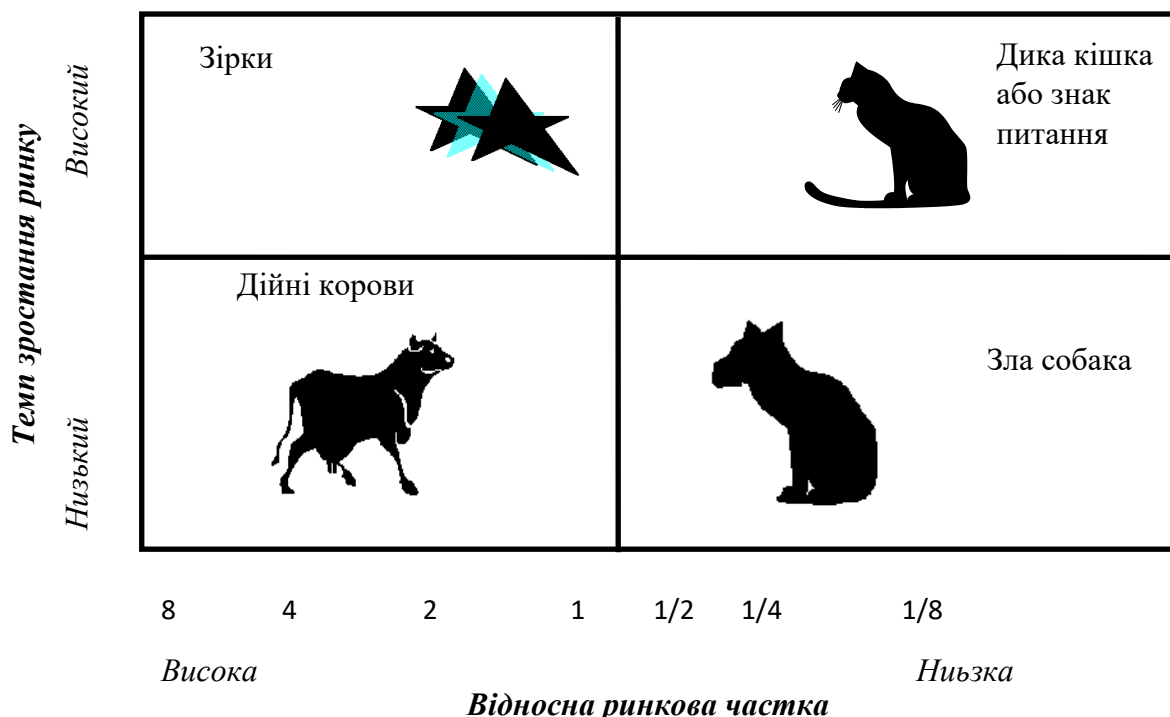 Зірки
Дика кішка
або знак
питання
Високий
Темп зростання ринку
Дійні корови
Зла собака
Низький
8 4 2 1 1/2 1/4 1/8
Висока Ниьзка
Відносна ринкова частка